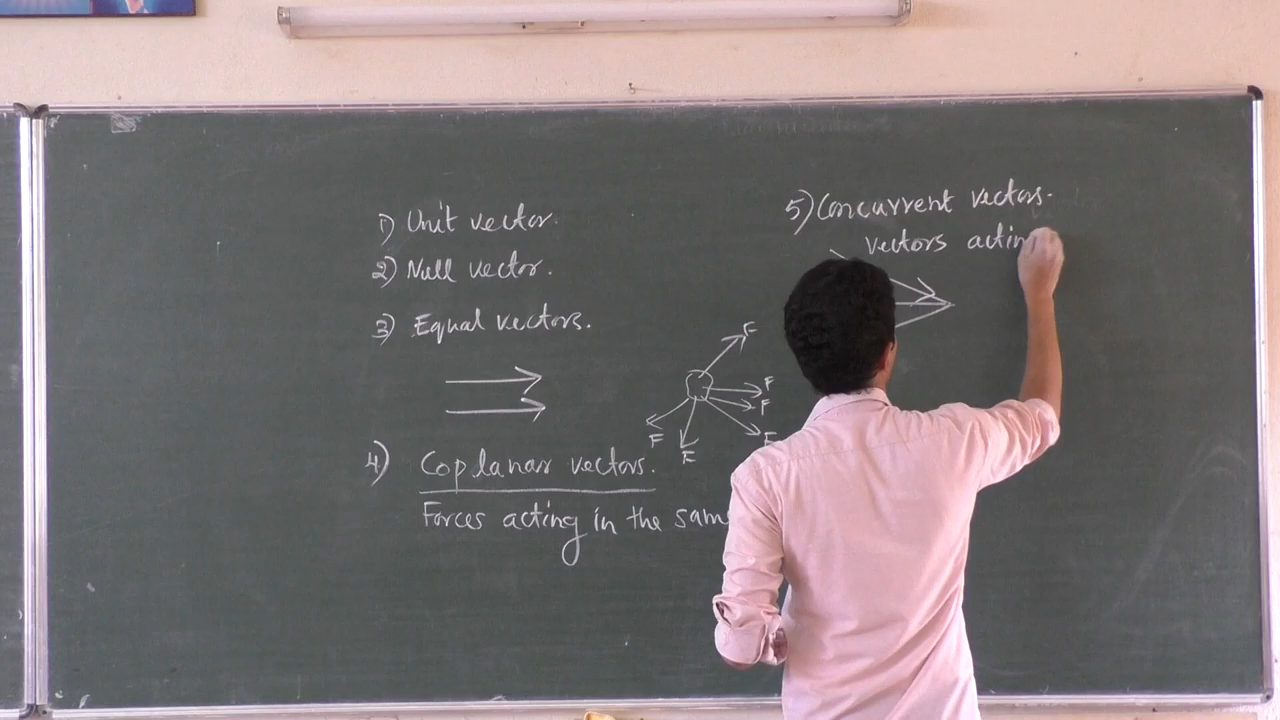 1) Unit vector.
2) Null vector.
3) Equal vectors.
F
F
F
F
F
F
4) Coplanar vectors.
Forces acting in the same
5) Concurrent vectors.
vectors actin